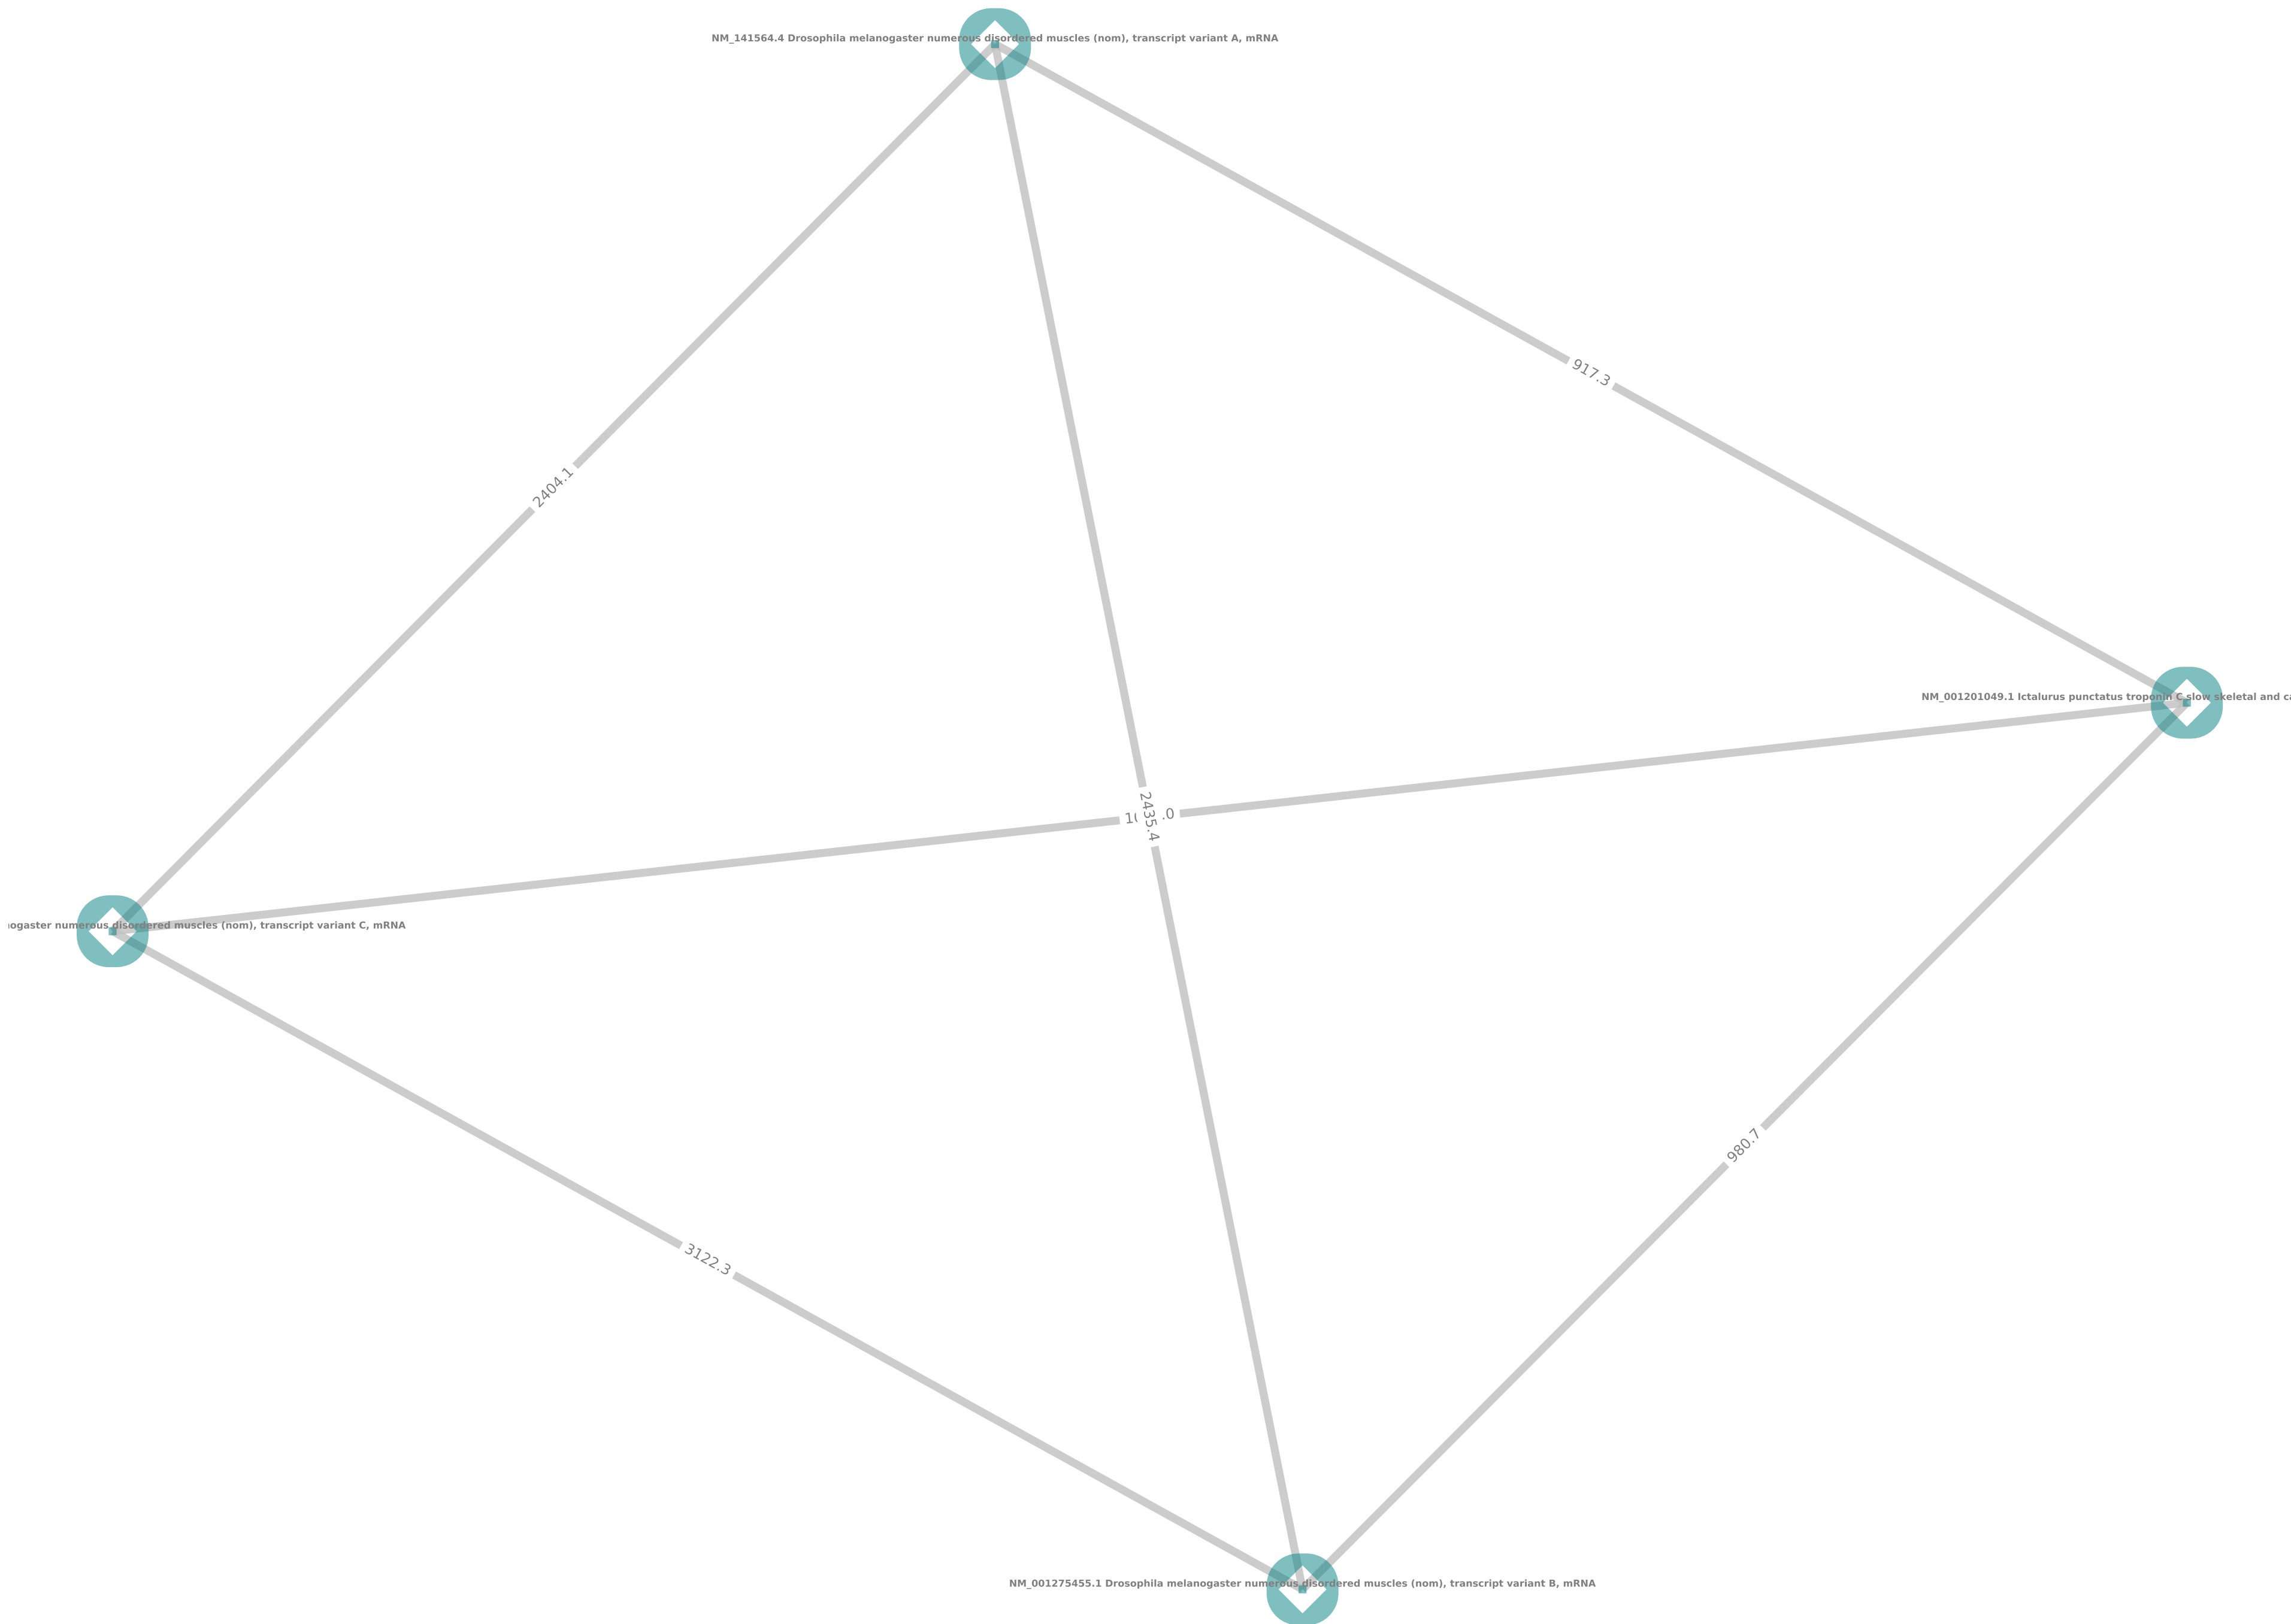 NM_141564.4 Drosophila melanogaster numerous disordered muscles (nom), transcript variant A, mRNA
917.3
2404.1
NM_001201049.1 Ictalurus punctatus troponin C slow skeletal and
2435.4
numerous disordered muscles (nom), transcript variant C, mRNA
980.7
3122.3
NM_001275455.1 Drosophila melanogaster numerous disordered muscles (nom), transcript variant B, mRNA